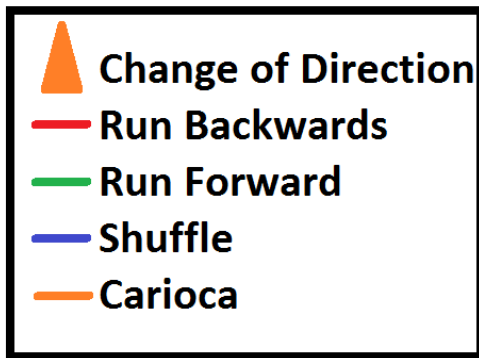 Change of Direction
Run Backwards
Run Forward
Shuffle
Carioca